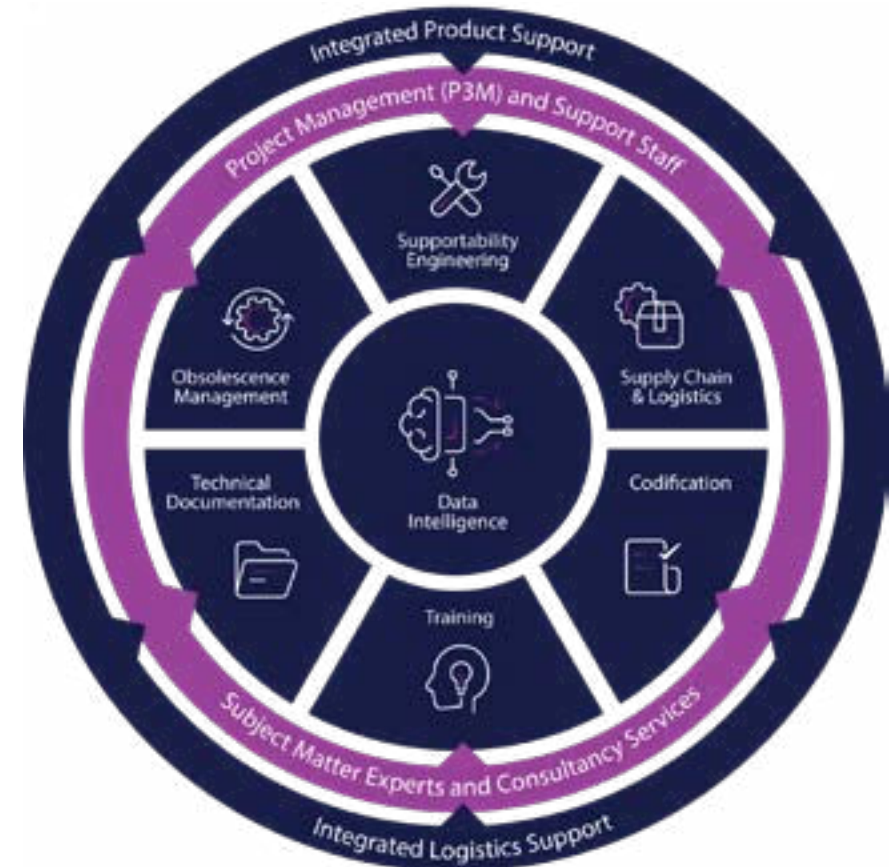 Integrated Product Support
Project Management (P3M) and Support Staff
Supportability
Engineering
Obsolescence
Management
Supply Chain
& Logistics
Data
Intelligence
Technical
Documentation
Codification
Training
Subject Matter Experts and Consultancy Services
Integrated Logistics Support